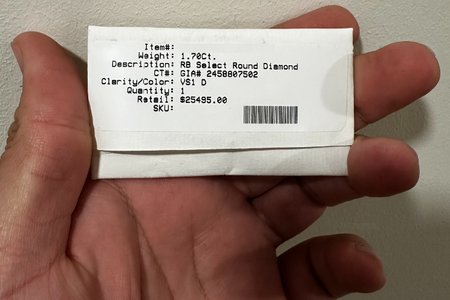 Item#:
Weight: 1.70Ct.
Description: RB Select Round Diamond
CT#: GIA# 2458807502
Clarity/Color: VS1 D
Quantity: 1
Retail: $25495.00
SKU: